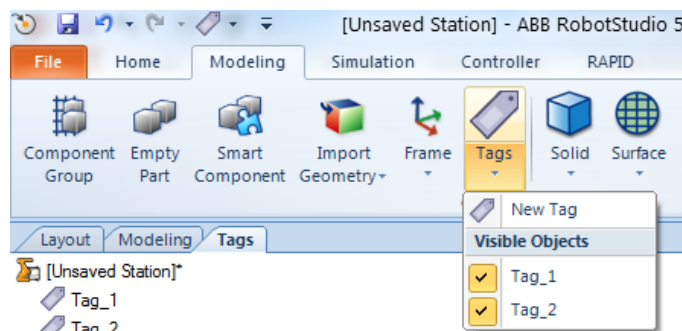 [Unsaved Station] - ABB RobotStudio 5
File Home Modeling Simulation Controller RAPID
Component Group
Empty Part
Smart Component
Import Geometry
Frame
Tags
Solid
Surface
New Tag
Visible Objects
Tag_1
Tag_2
Layout Modeling Tags
[Unsaved Station]*
Tag_1
Tag_2